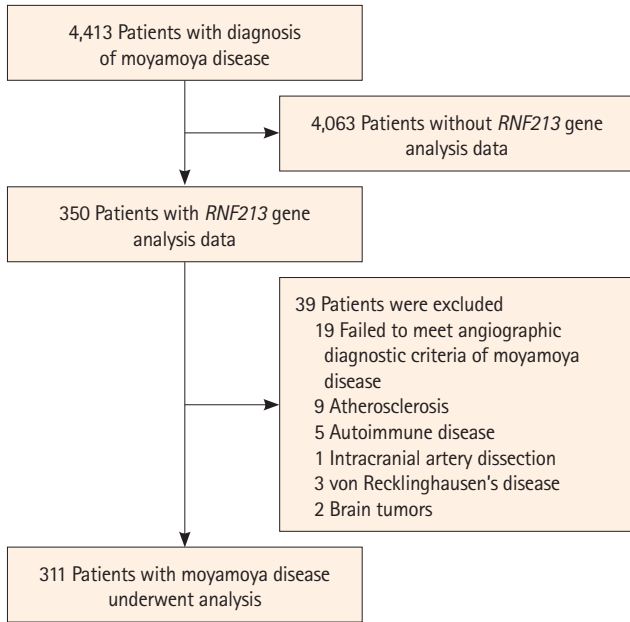 4,413 Patients with diagnosis
of moyamoya disease
4,063 Patients without RNF213 gene
analysis data
350 Patients with RNF213 gene
analysis data
39 Patients were excluded
19 Failed to meet angiographic
diagnostic criteria of moyamoya
disease
9 Atherosclerosis
5 Autoimmune disease
1 Intracranial artery dissection
3 von Recklinghausen's disease
2 Brain tumors
311 Patients with moyamoya disease
underwent analysis